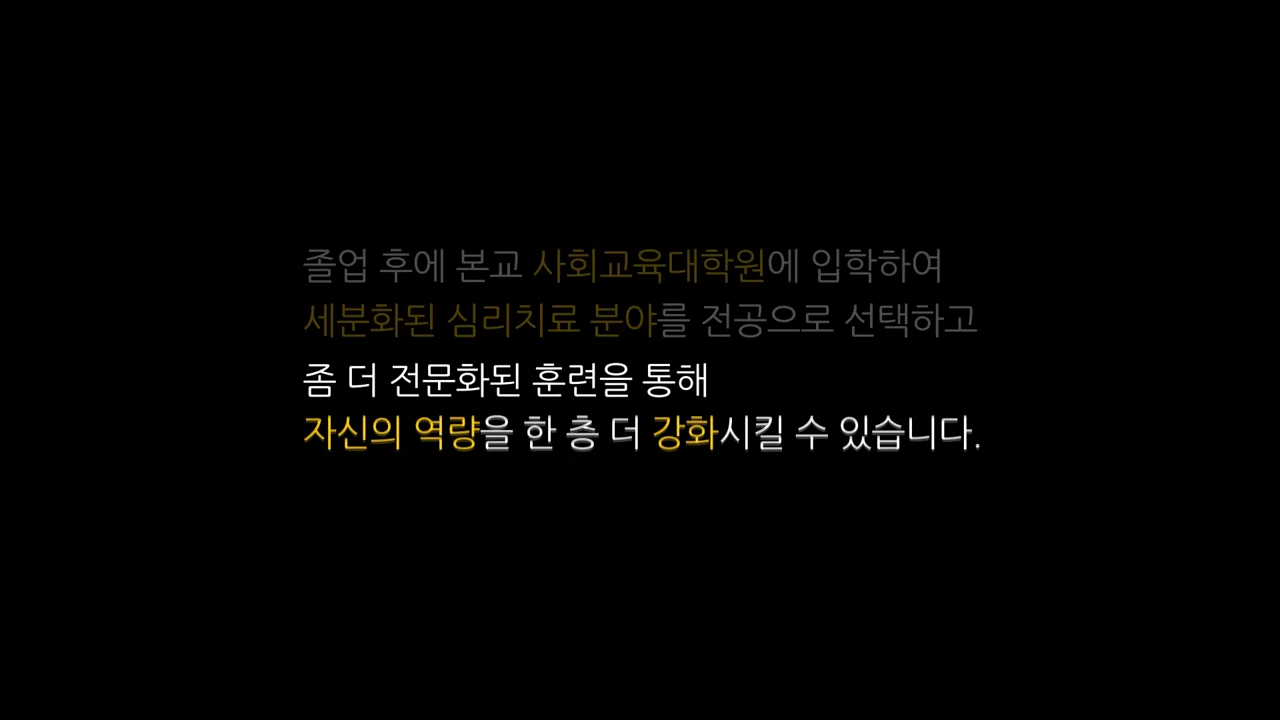 졸업 후에 본교 사회교육대학원에 입학하여
세분화된 심리치료 분야를 전공으로 선택하고
좀 더 전문화된 훈련을 통해
자신의 역량을 한 층 더 강화시킬 수 있습니다.